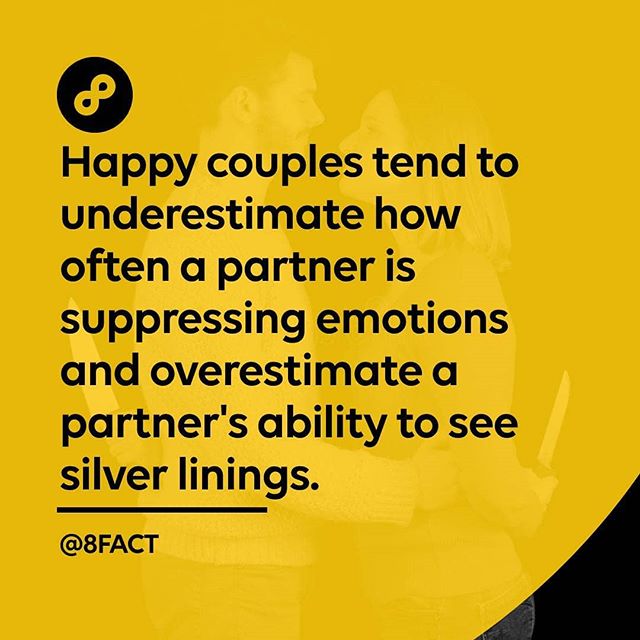 Happy couples tend to
underestimate how
often a partner is
suppressing emotions
and overestimate a
partner's ability to see
silver linings.
@8FACT